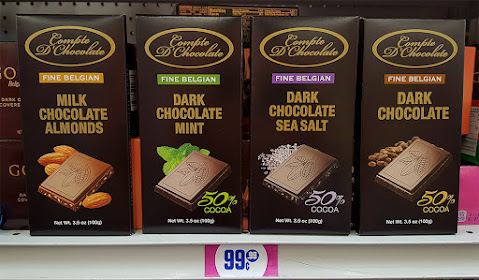 Compte
D'Chocolate
FINE BELGIAN
MILK
CHOCOLATE
ALMONDS
Net Wt. 3.5 oz (100g)
Compte
D'Chocolate
FINE BELGIAN
DARK
CHOCOLATE
MINT
50%
COCOA
Net Wt. 3.5 oz (100g)
Compte
D'Chocolate
FINE BELGIAN
DARK
CHOCOLATE
SEA SALT
50%
COCOA
Net Wt. 3.5 oz (100g)
Compte
D'Chocolate
FINE BELGIAN
DARK
CHOCOLATE
50%
COCOA
Net Wt. 3.5 oz (100g)
GO
DARK
COVERE
99¢